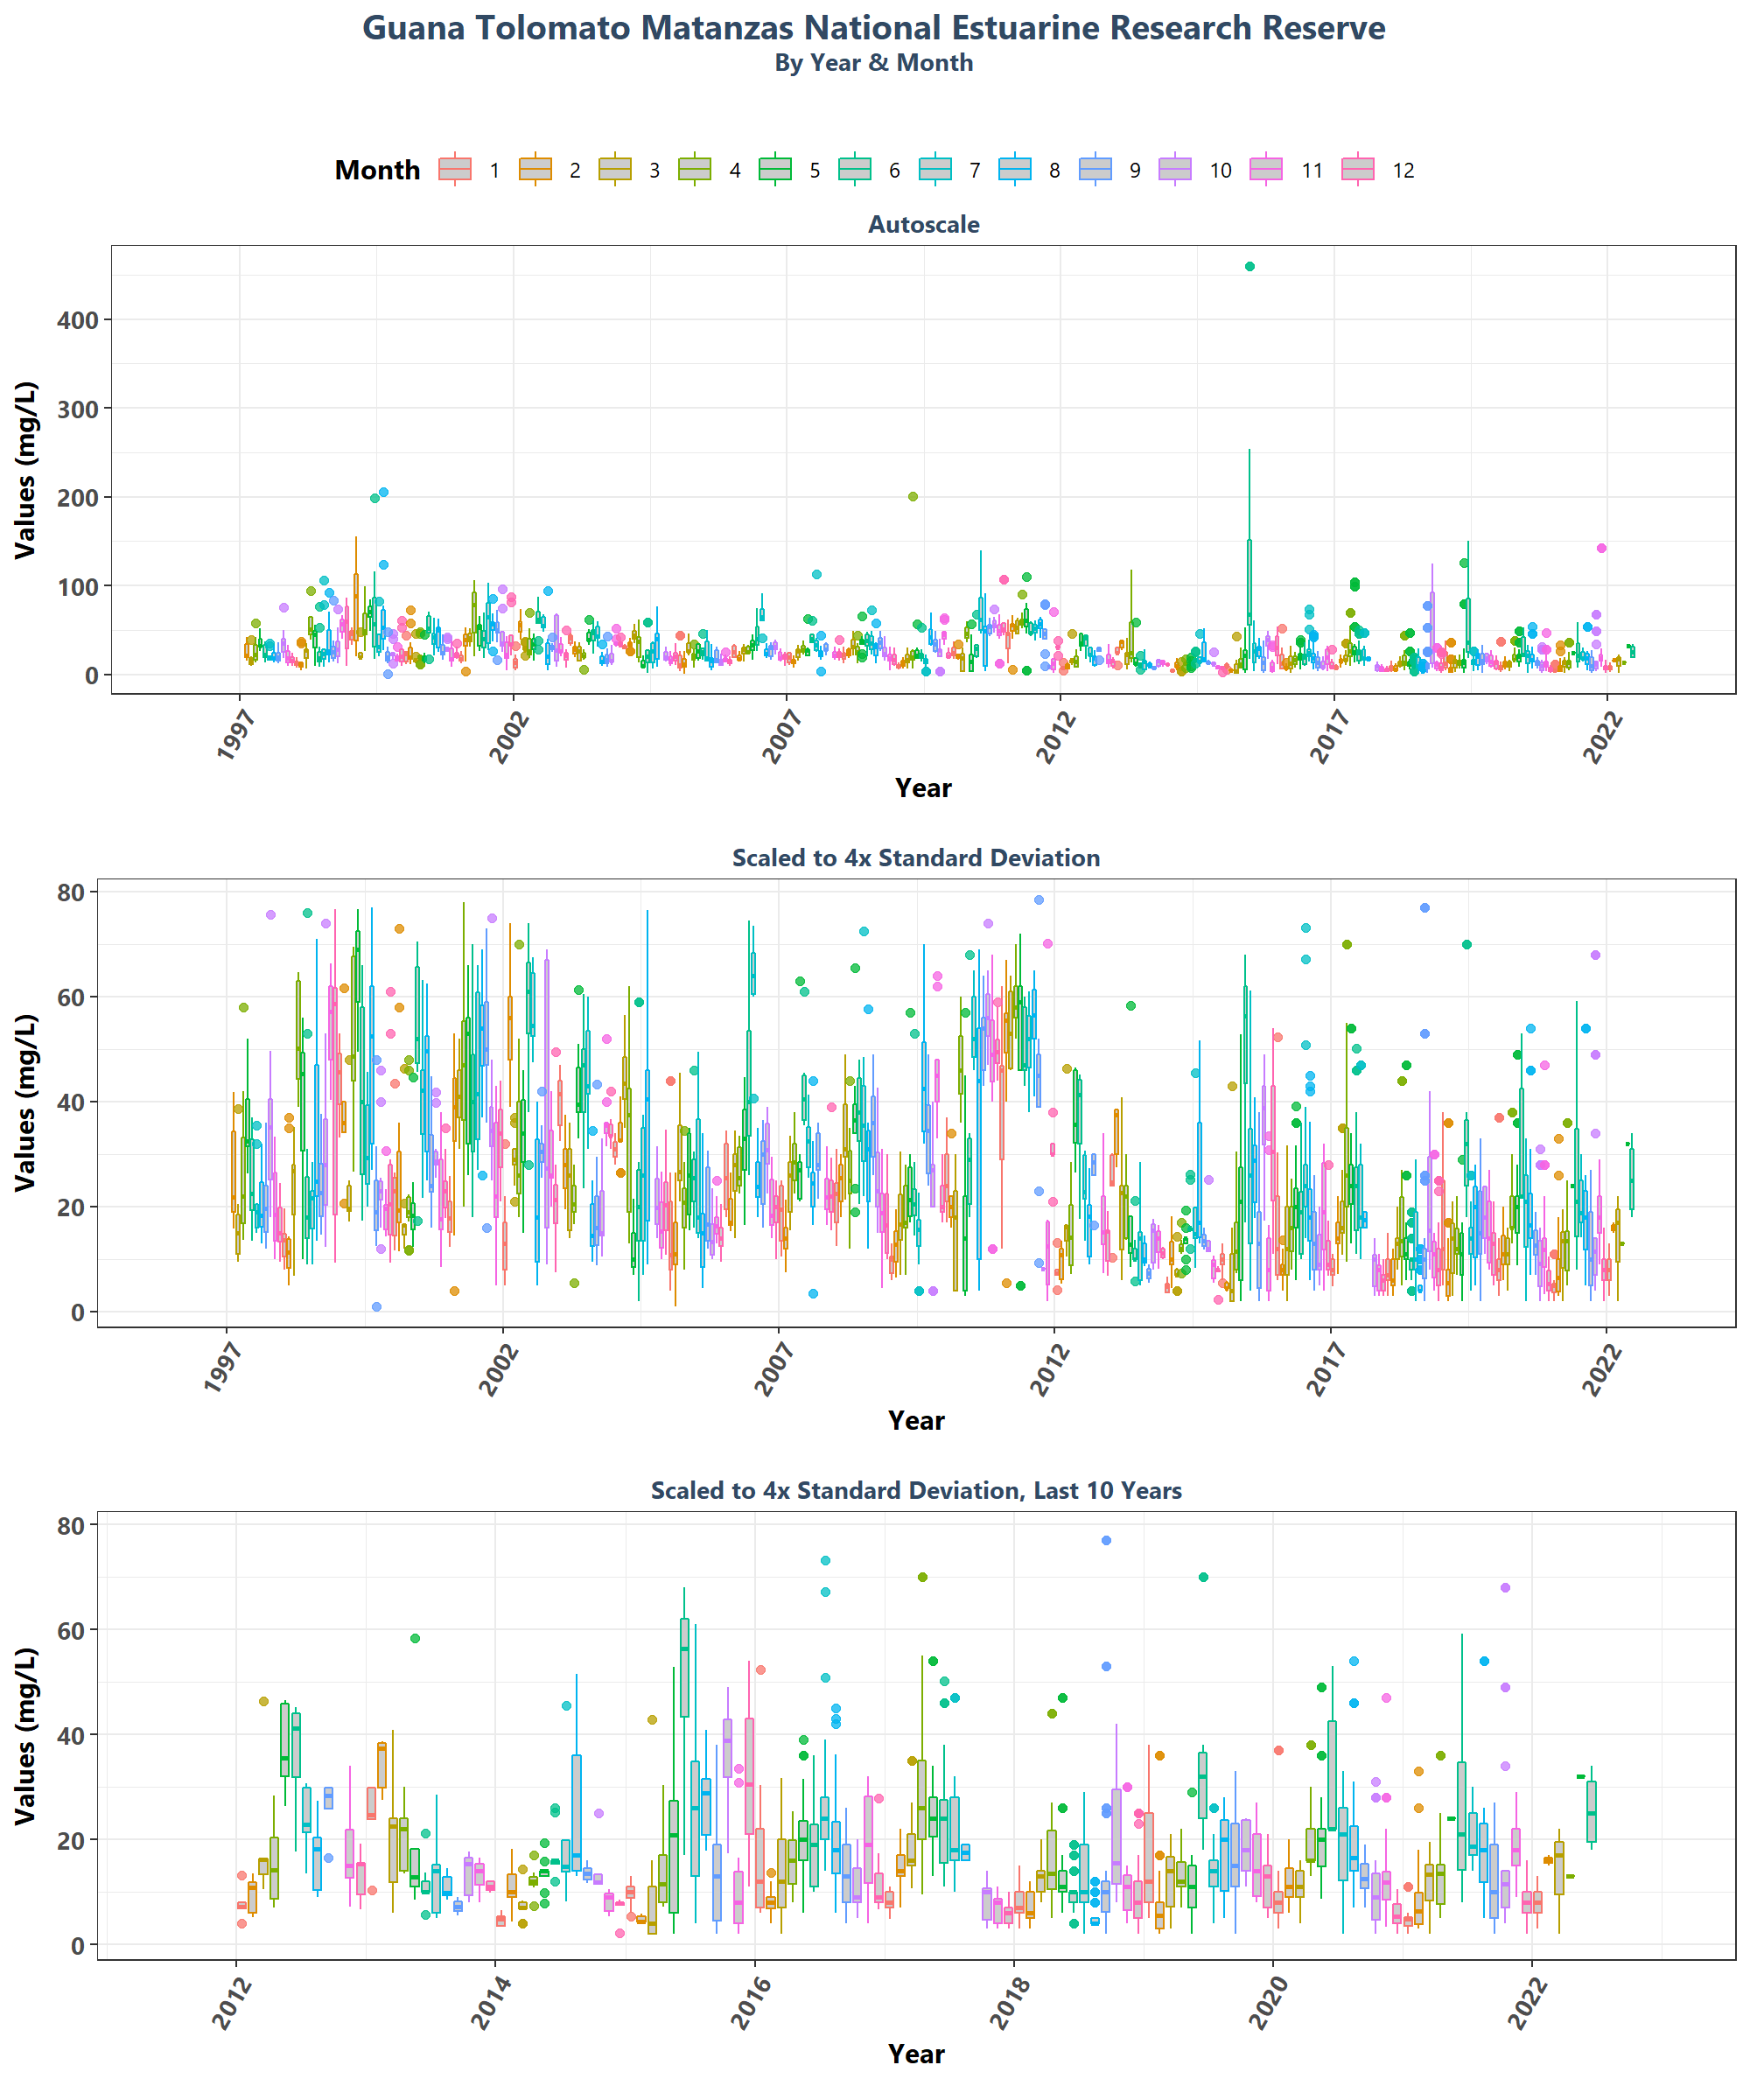 Guana Tolomato Matanzas National Estuarine Research Reserve
By Year & Month
Month 1 2 3 4 5 6 7 8 9 10 11 12
Autoscale
Values (mg/L)
400
300
200
100
0
1997 2002 2007 2012 2017 2022
Year
Scaled to 4x Standard Deviation
Values (mg/L)
80
60
40
20
0
1997 2002 2007 2012 2017 2022
Year
Scaled to 4x Standard Deviation, Last 10 Years
Values (mg/L)
80
60
40
20
0
2012 2014 2016 2018 2020 2022
Year